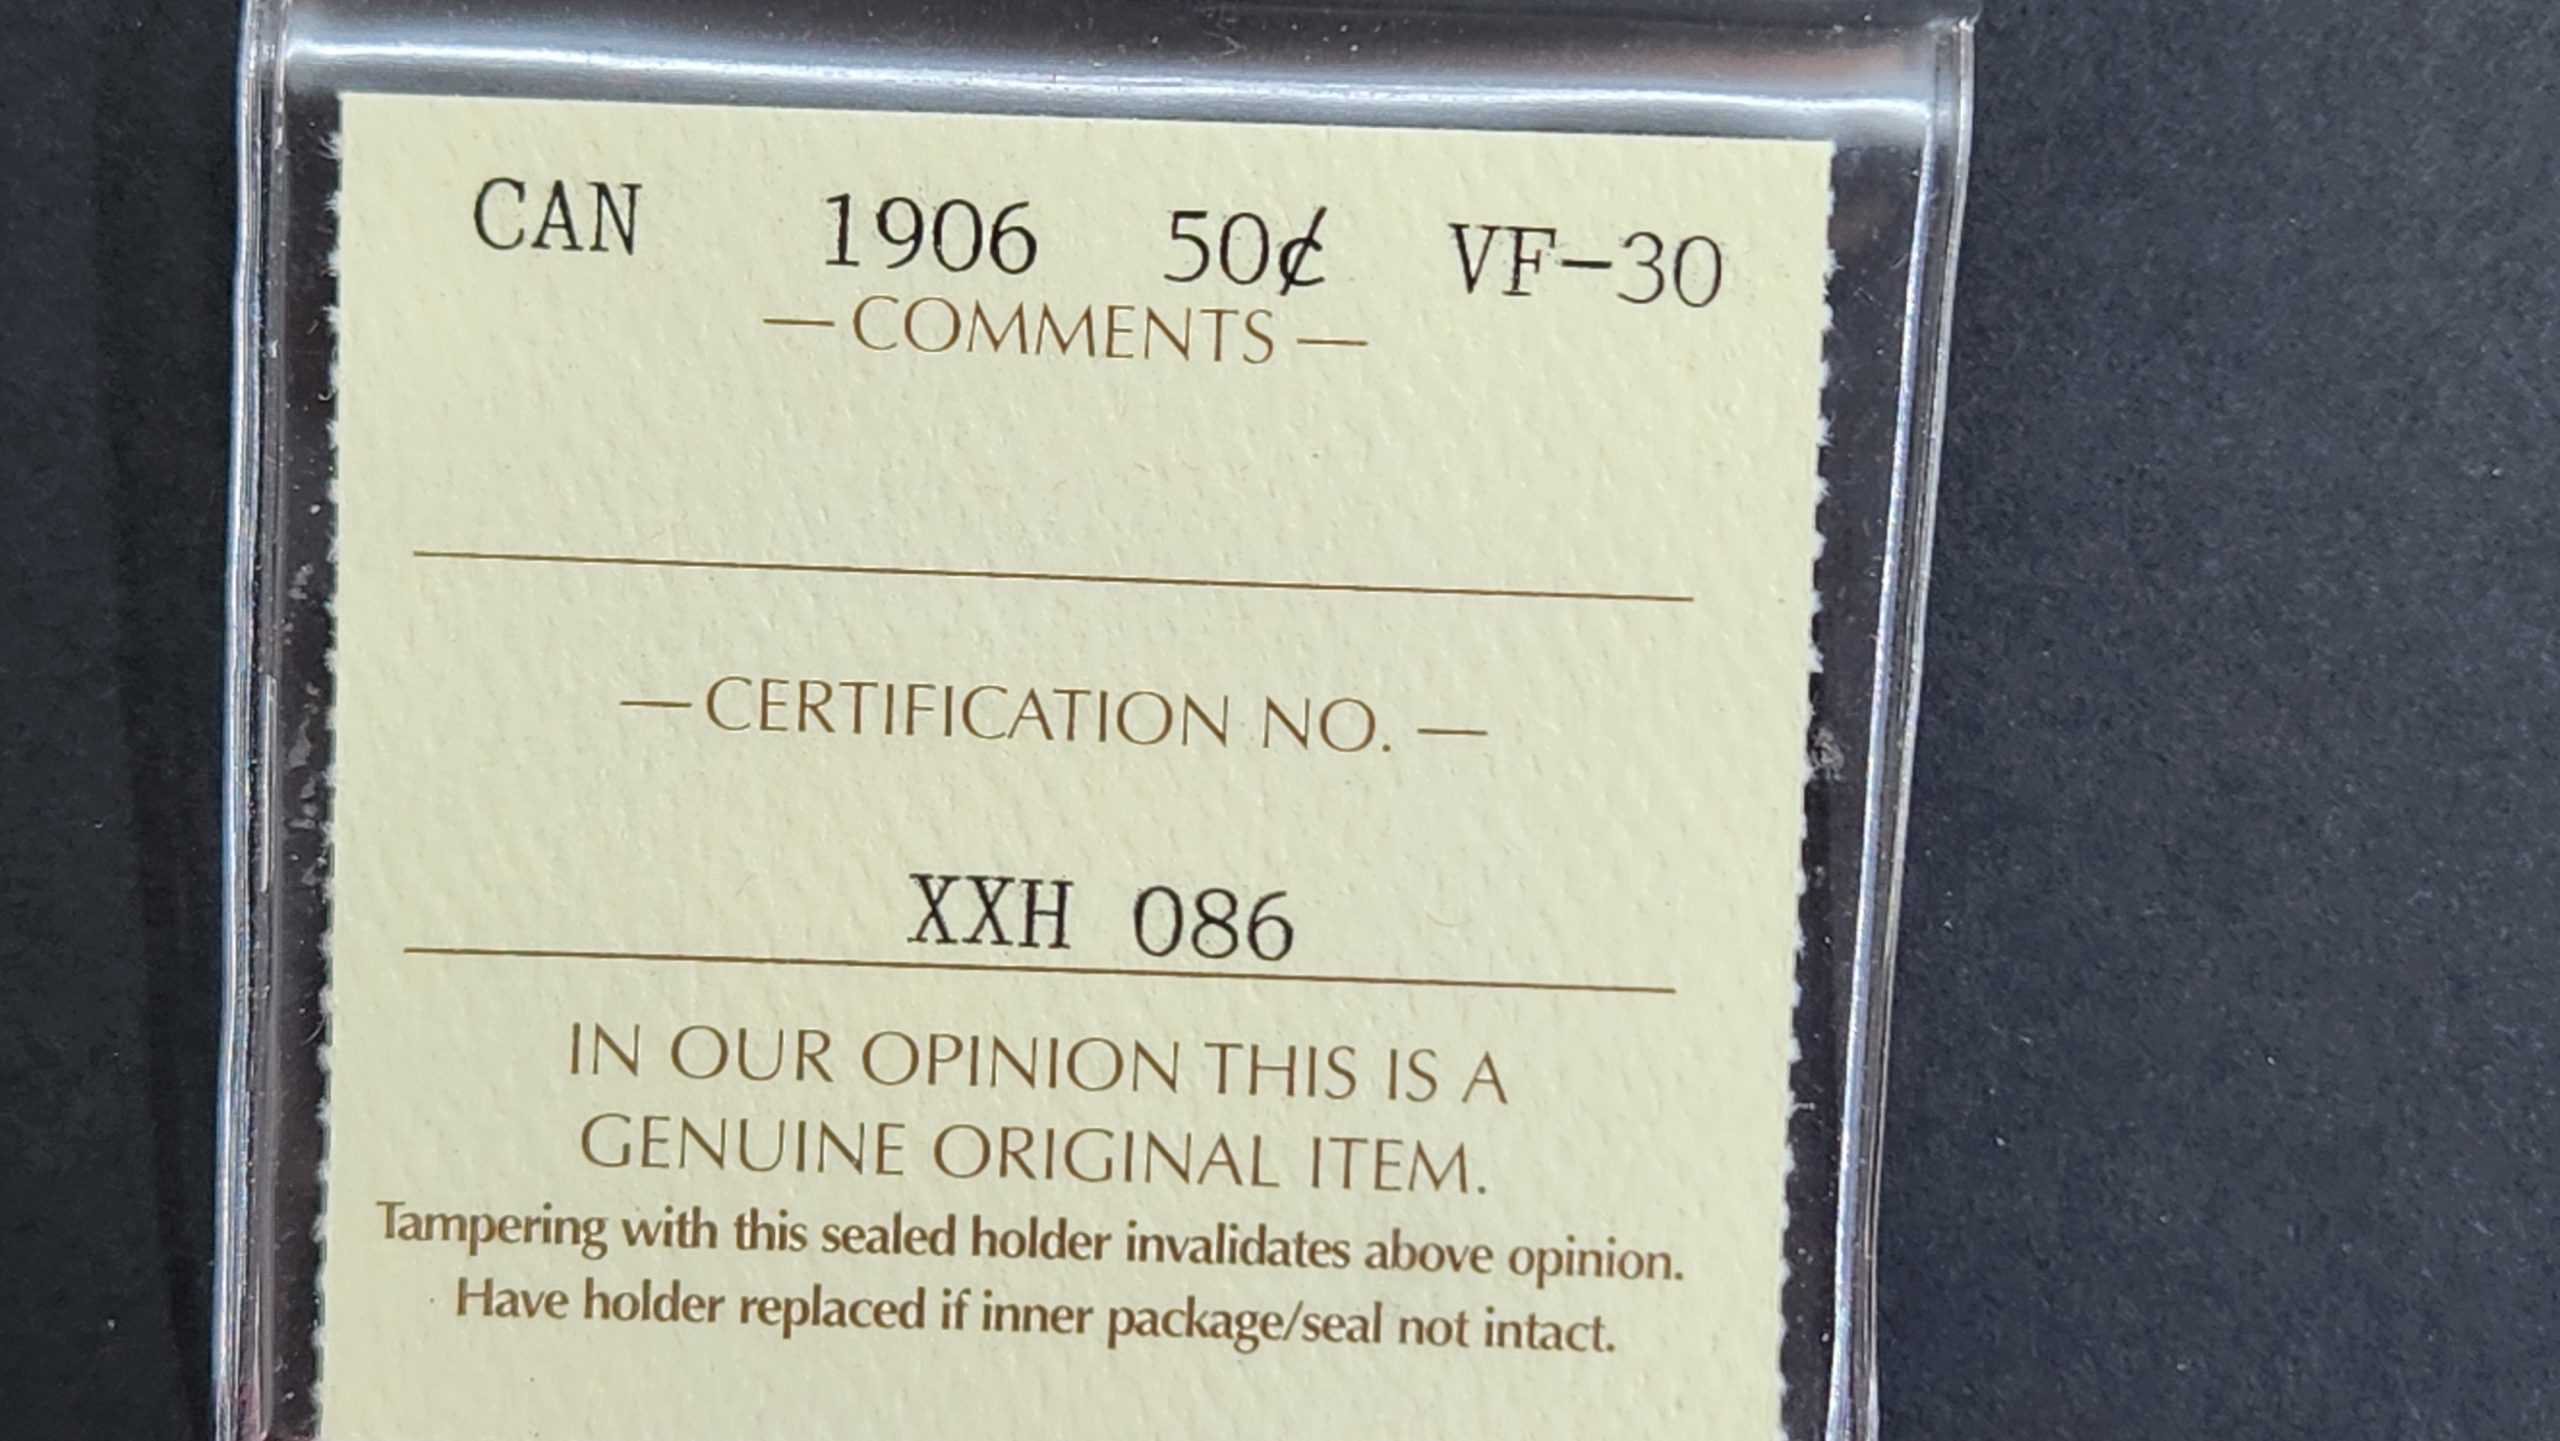 CAN 1906 50¢ VF-30
— COMMENTS —
— CERTIFICATION NO. —
XXH 086
IN OUR OPINION THIS IS A
GENUINE ORIGINAL ITEM.
Tampering with this sealed holder invalidates above opinion.
Have holder replaced if inner package/seal not intact.